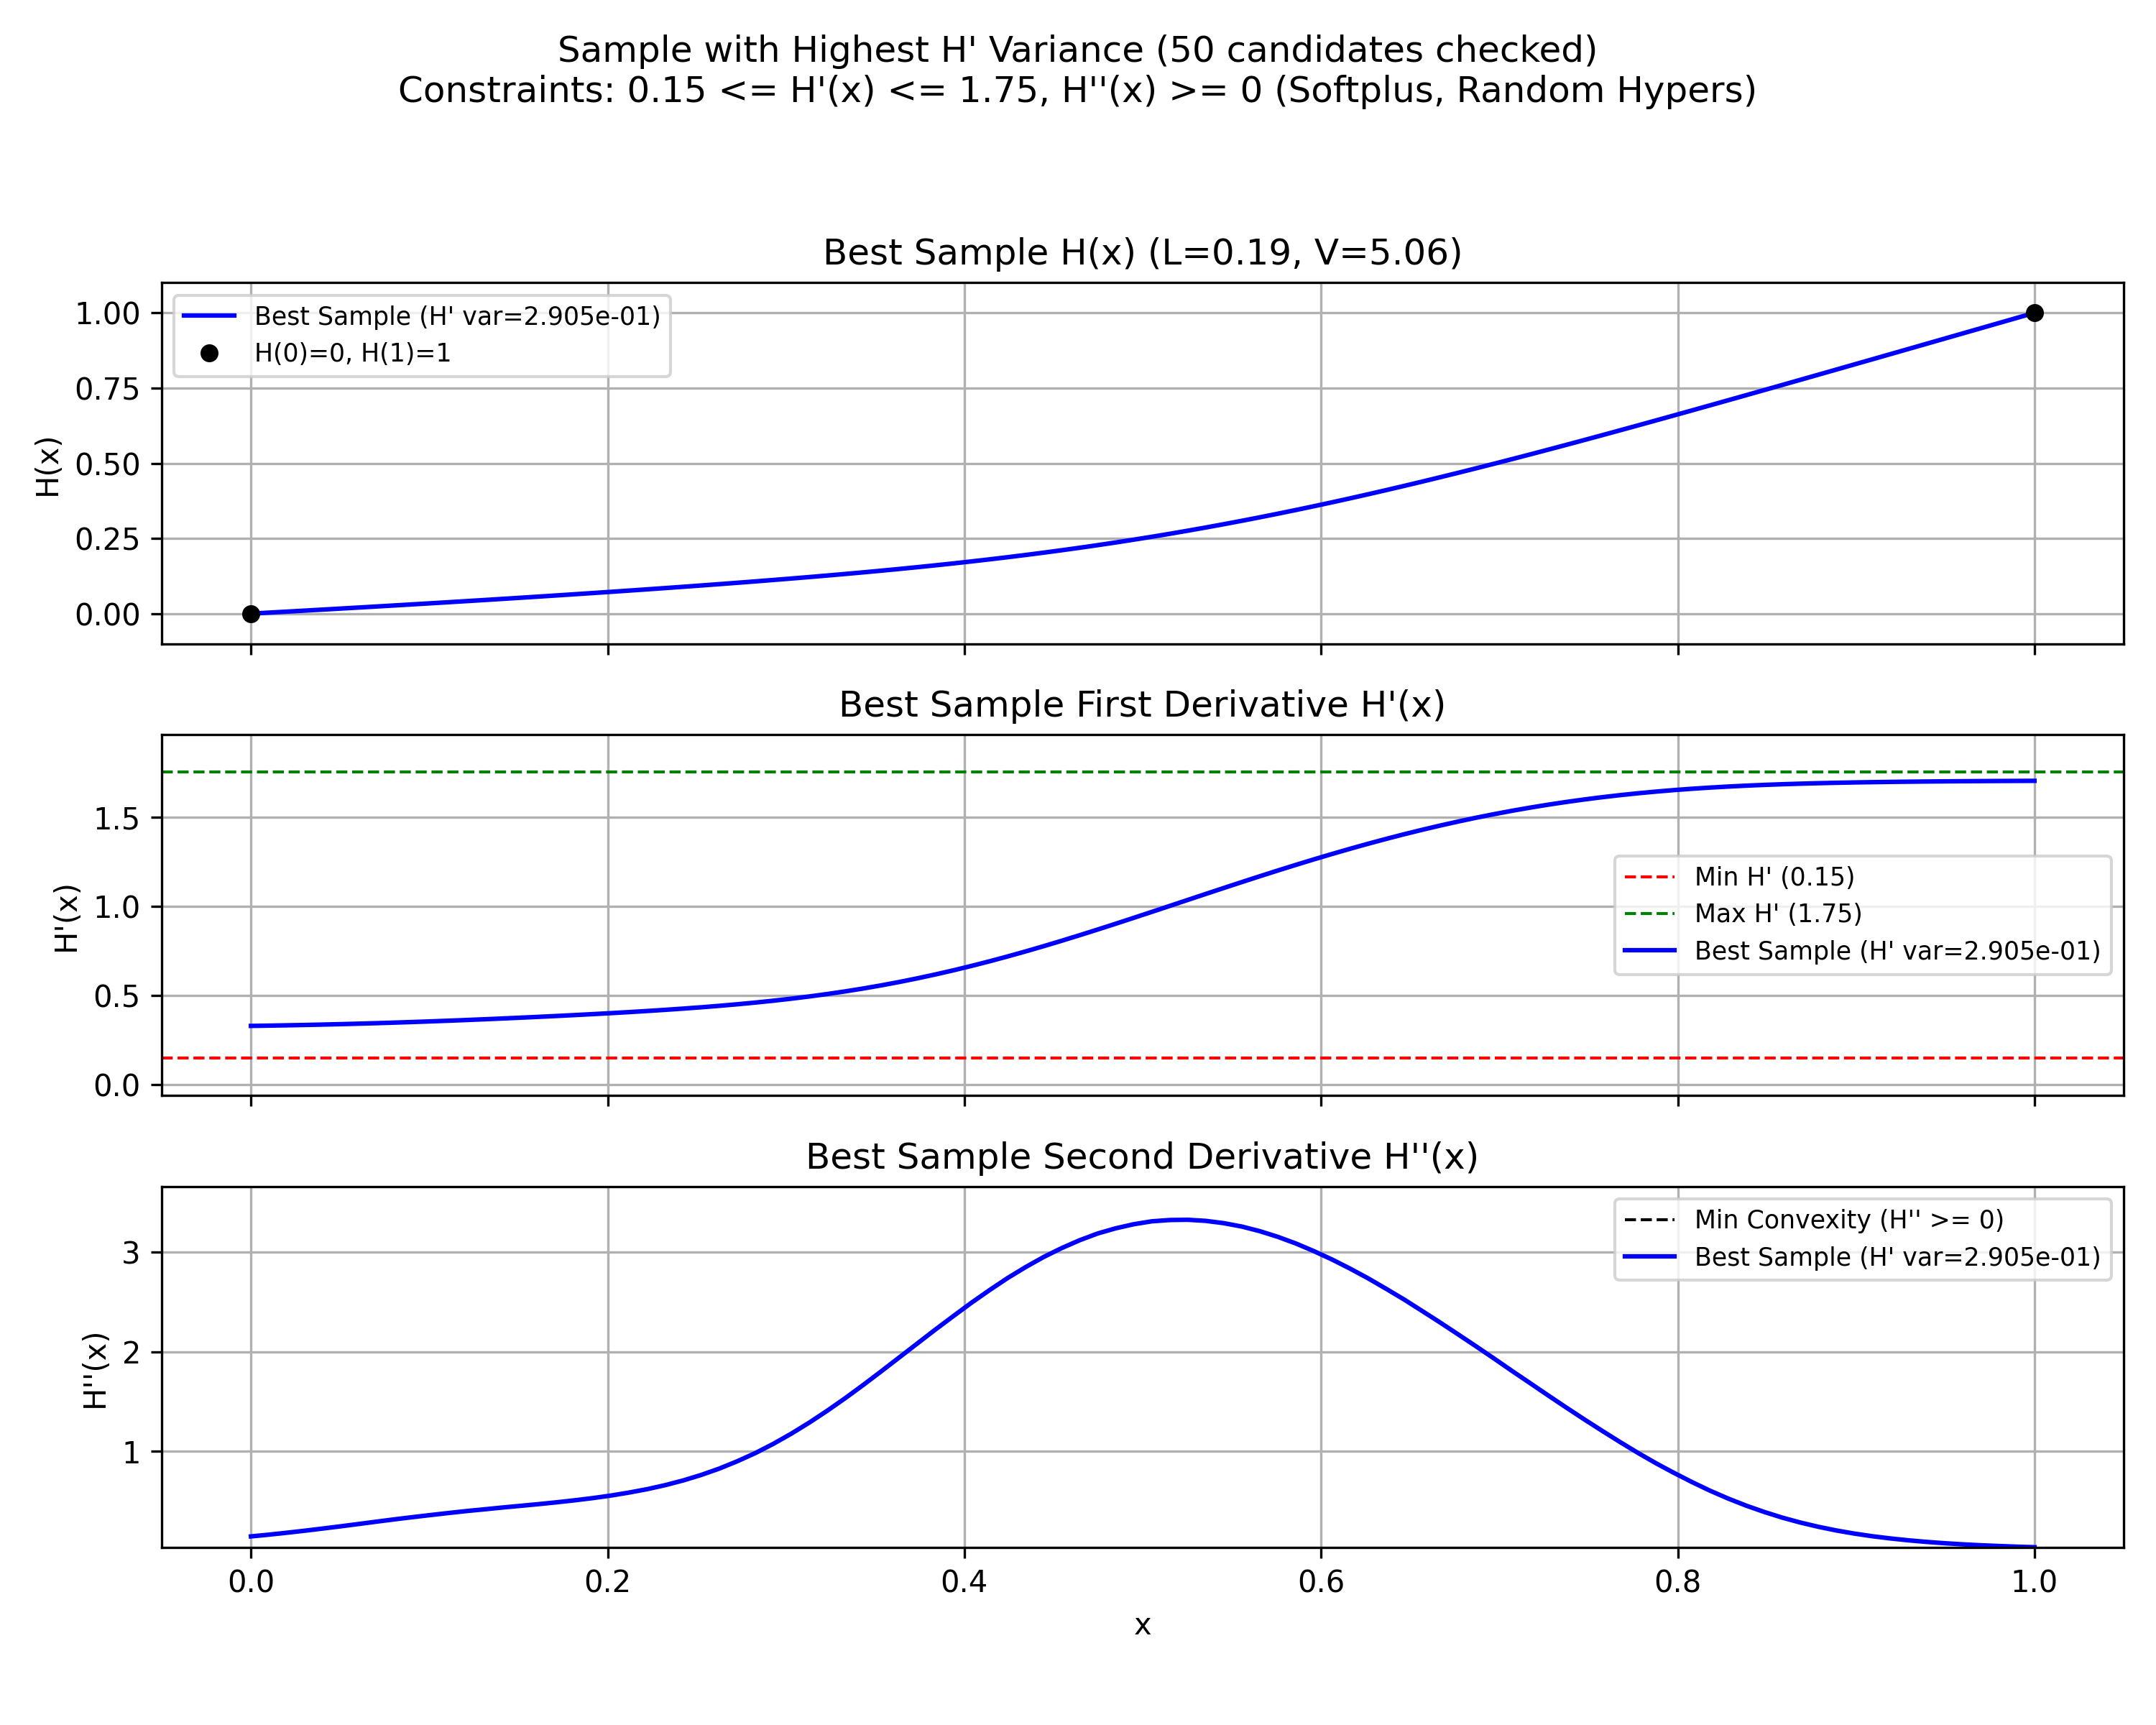 Sample with Highest H' Variance (50 candidates checked)
Constraints: 0.15 <= H'(x) <= 1.75, H''(x) >= 0 (Softplus, Random Hypers)
Best Sample H(x) (L=0.19, V=5.06)
Best Sample (H' var=2.905e-01)
H(0)=0, H(1)=1
1.00
0.75
0.50
0.25
0.00
H(x)
Best Sample First Derivative H'(x)
1.5
1.0
0.5
0.0
H'(x)
Min H' (0.15)
Max H' (1.75)
Best Sample (H' var=2.905e-01)
Best Sample Second Derivative H''(x)
Min Convexity (H'' >= 0)
Best Sample (H' var=2.905e-01)
3
2
1
H''(x)
0.0 0.2 0.4 0.6 0.8 1.0
x